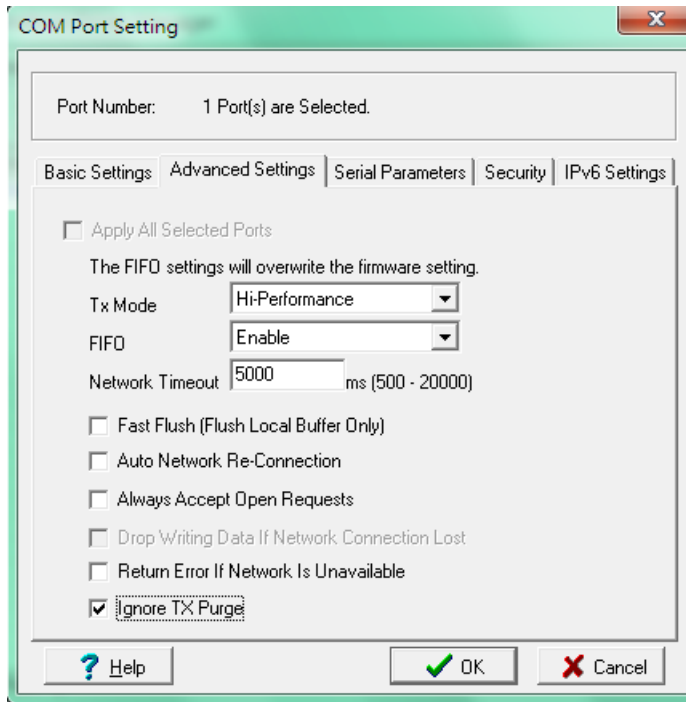 COM Port Setting
x
Port Number: 1 Port(s) are Selected.
Basic Settings Advanced Settings Serial Parameters Security IPv6 Settings
Apply All Selected Ports
The FIFO settings will overwrite the firmware setting.
Tx Mode Hi-Performance
FIFO Enable
Network Timeout 5000 ms (500 - 20000)
Fast Flush (Flush Local Buffer Only)
Auto Network Re-Connection
Always Accept Open Requests
Drop Writing Data If Network Connection Lost
Return Error If Network Is Unavailable
Ignore TX Purge
? Help OK Cancel